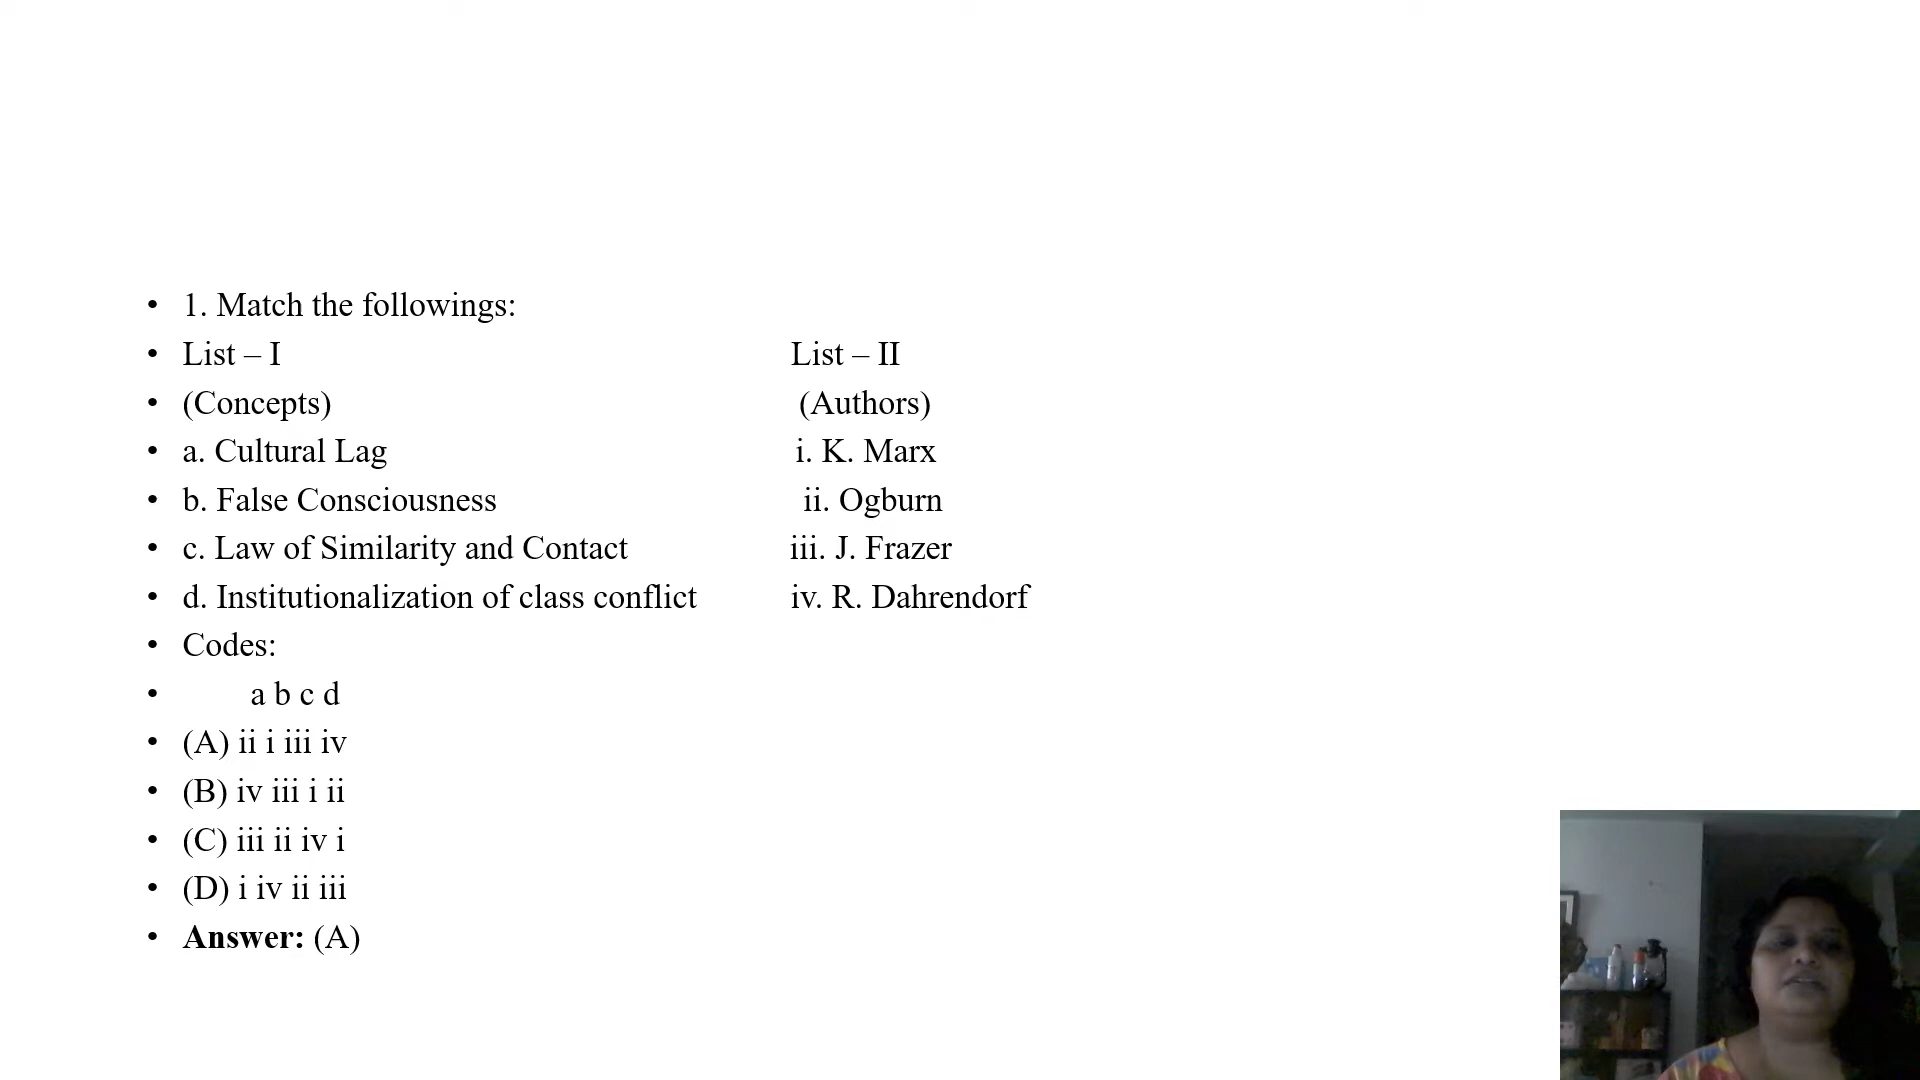 • 1. Match the followings:
• List – I List – II
• (Concepts) (Authors)
• a. Cultural Lag i. K. Marx
• b. False Consciousness ii. Ogburn
• c. Law of Similarity and Contact iii. J. Frazer
• d. Institutionalization of class conflict iv. R. Dahrendorf
• Codes:
• a b c d
• (A) ii i iii iv
• (B) iv iii i ii
• (C) iii ii iv i
• (D) i iv ii iii
• Answer: (A)